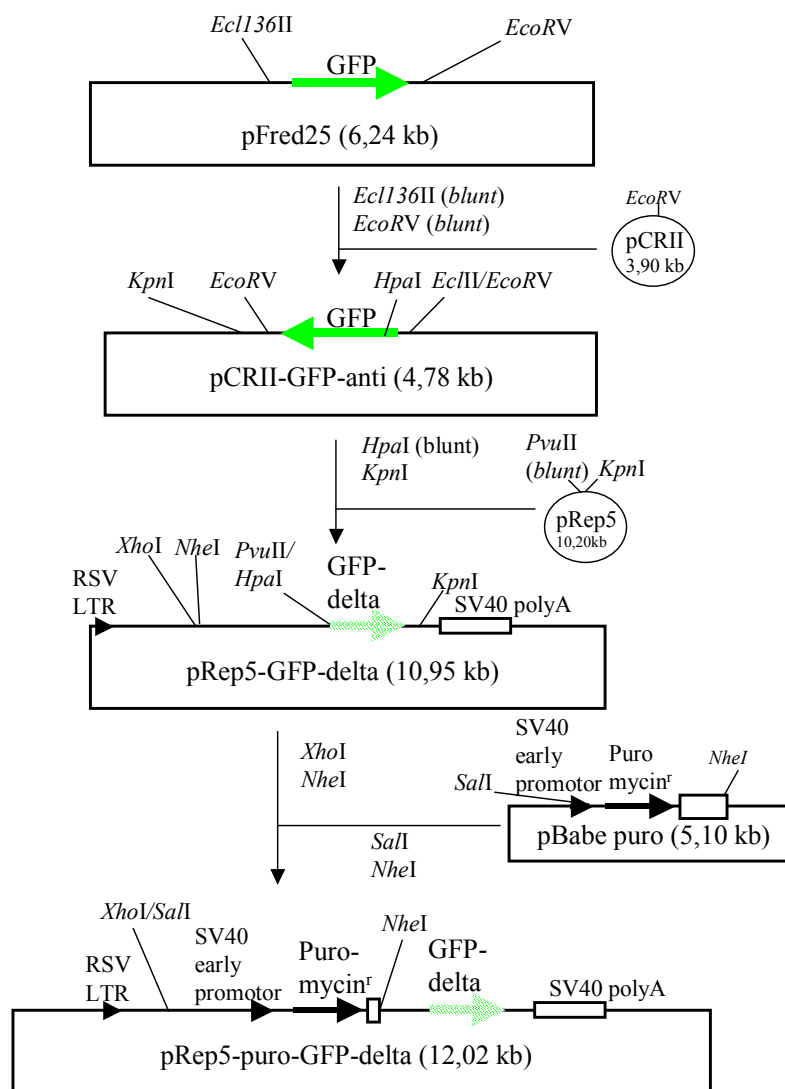 Ecl136II
EcoRV
GFP
pFred25 (6,24 kb)
Ecl136II (blunt)
EcoRV (blunt)
EcoRV
pCRII
3,90 kb
KpnI
EcoRV
HpaI
EclII/EcoRV
GFP
pCRII-GFP-anti (4,78 kb)
HpaI (blunt)
KpnI
PvuII
(blunt)
KpnI
pRep5
10,20kb
RSV
LTR
XhoI
NheI
PvuII/
HpaI
GFP-
delta
KpnI
SV40 polyA
pRep5-GFP-delta (10,95 kb)
XhoI
NheI
SalI
SV40
early
promotor
Puro
mycinʳ
NheI
pBabe puro (5,10 kb)
SalI
NheI
XhoI/SalI
RSV
LTR
SV40
early
promotor
Puro-
mycinʳ
NheI
GFP-
delta
SV40 polyA
pRep5-puro-GFP-delta (12,02 kb)